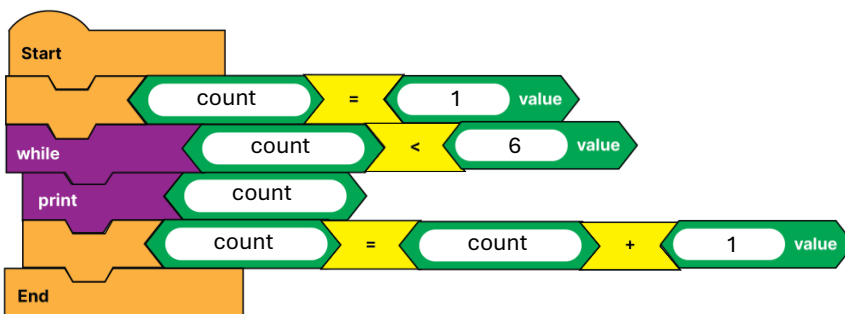 Start
count = 1 value
while count < 6 value
print count
count = count + 1 value
End